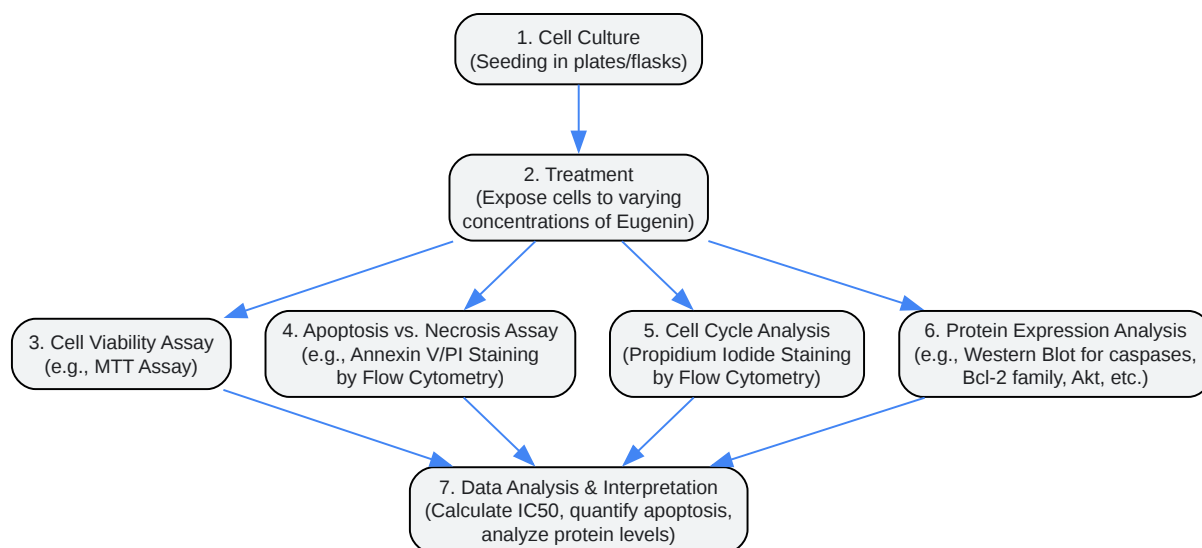 1. Cell Culture
(Seeding in plates/flasks)
2. Treatment
(Expose cells to varying
concentrations of Eugenin)
3. Cell Viability Assay
(e.g., MTT Assay)
4. Apoptosis vs. Necrosis Assay
(e.g., Annexin V/PI Staining
by Flow Cytometry)
5. Cell Cycle Analysis
(Propidium Iodide Staining
by Flow Cytometry)
6. Protein Expression Analysis
(e.g., Western Blot for caspases,
Bcl-2 family, Akt, etc.)
7. Data Analysis & Interpretation
(Calculate IC50, quantify apoptosis,
analyze protein levels)